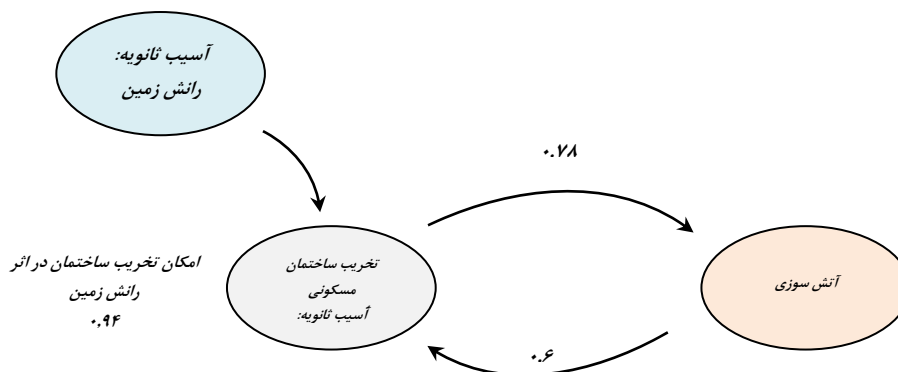 آسیب ثانویه:
رانش زمین
۰.۷۸
امکان تخریب ساختمان در اثر
رانش زمین
۰,۹۴
تخریب ساختمان
مسکونی
آسیب ثانویه:
آتش سوزی
۰.۶